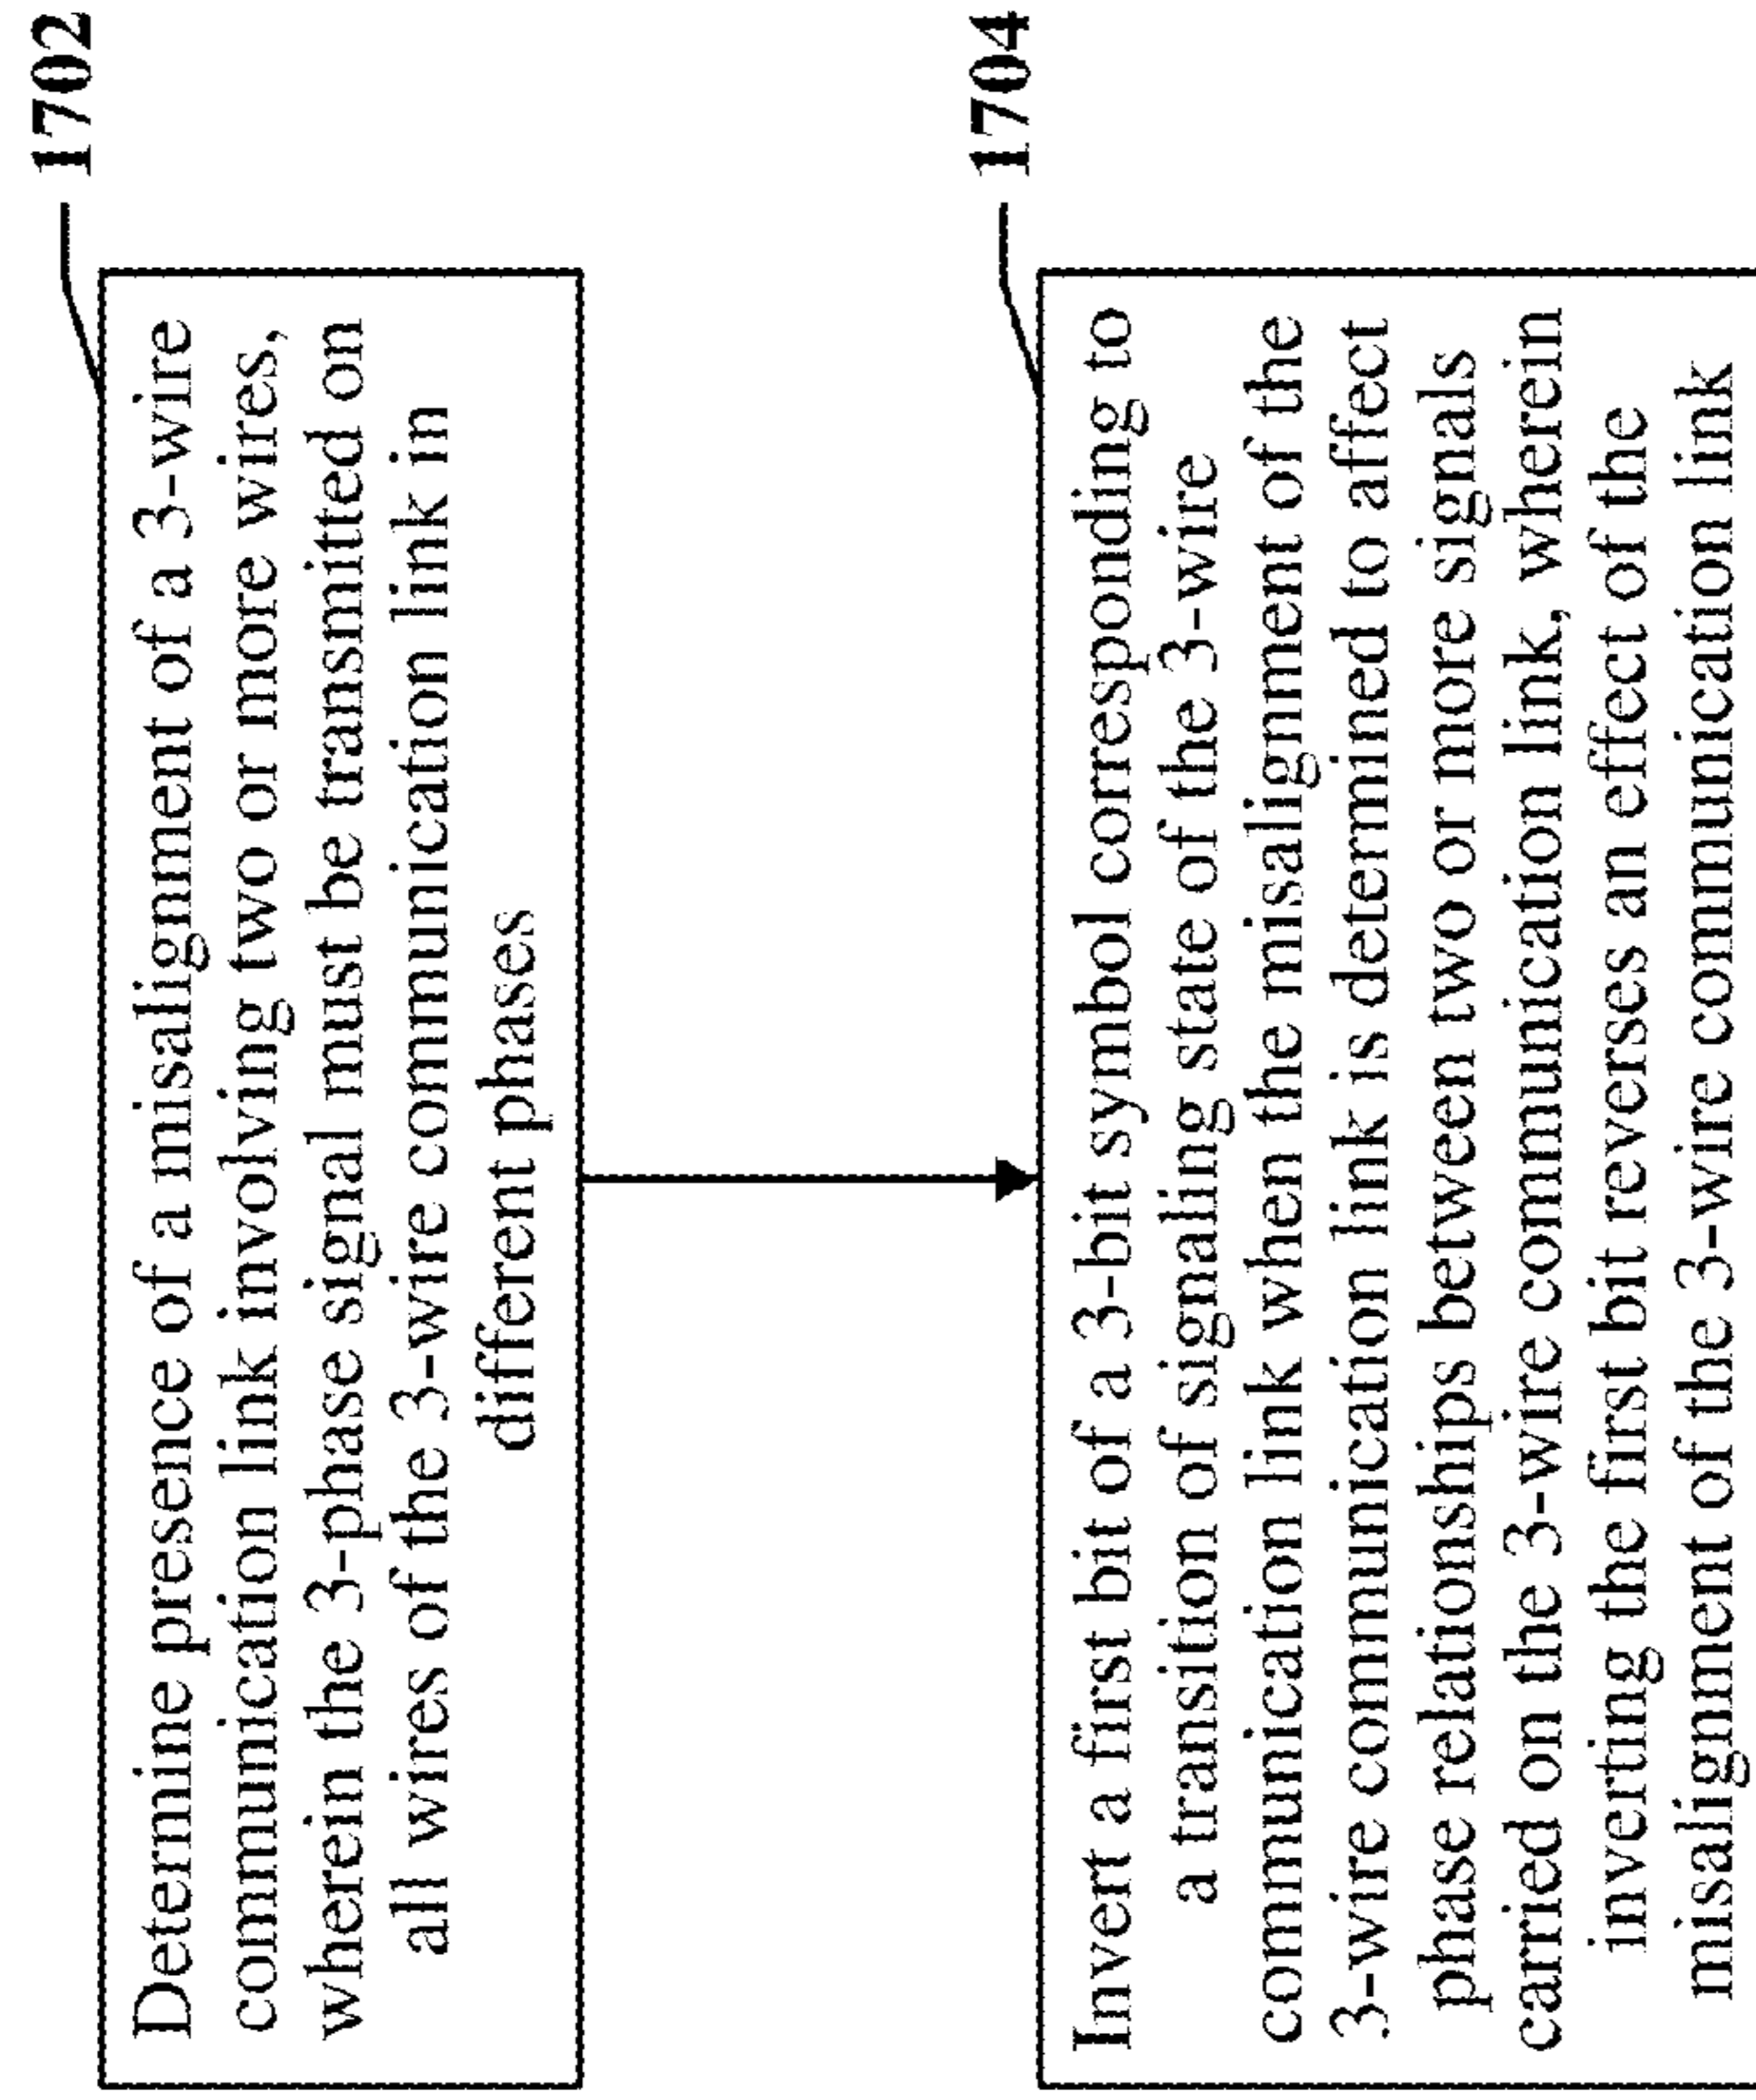 1702
Determine presence of a misalignment of a 3-wire
communication link involving two or more wires,
wherein the 3-phase signal must be transmitted on
all wires of the 3-wire communication link in
different phases
1704
Invert a first bit of a 3-bit symbol corresponding to
a transition of signaling state of the 3-wire
communication link when the misalignment of the
3-wire communication link is determined to affect
phase relationships between two or more signals
carried on the 3-wire communication link, wherein
inverting the first bit reverses an effect of the
misalignment of the 3-wire communication link